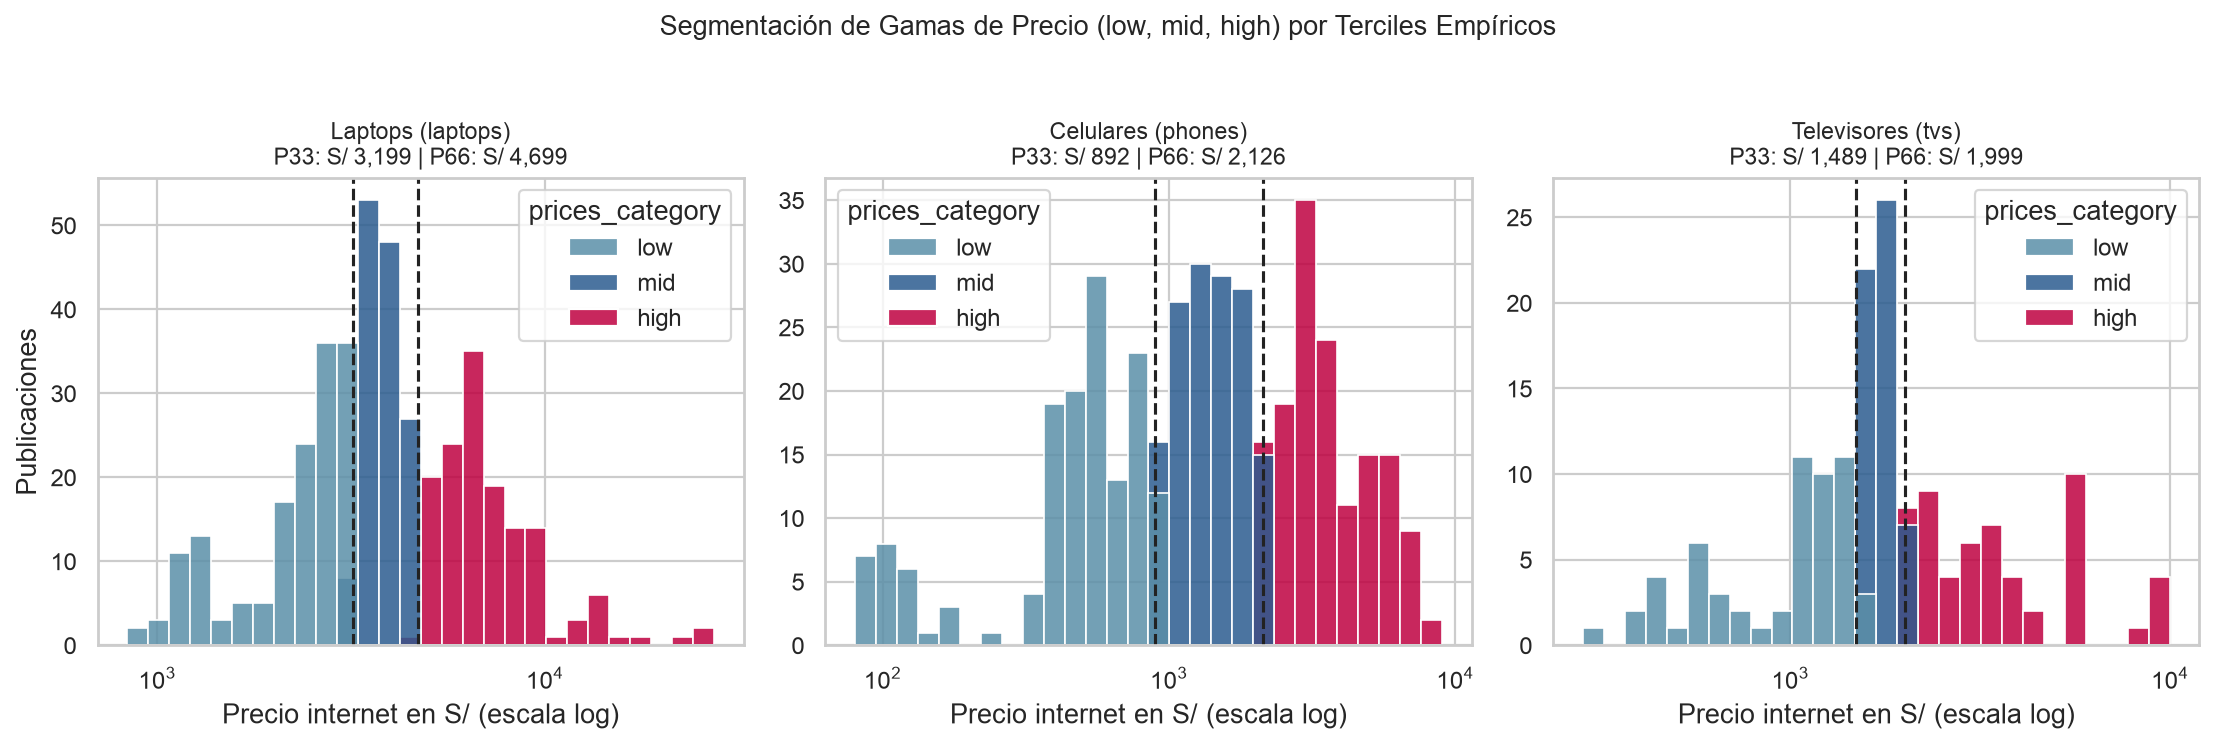 Segmentación de Gamas de Precio (low, mid, high) por Terciles Empíricos
Laptops (laptops)
P33: S/ 3,199 | P66: S/ 4,699
prices_category
low
mid
high
Publicaciones
50
40
30
20
10
0
10³
10⁴
Precio internet en S/ (escala log)
Celulares (phones)
P33: S/ 892 | P66: S/ 2,126
prices_category
low
mid
high
35
30
25
20
15
10
5
0
10²
10³
10⁴
Precio internet en S/ (escala log)
Televisores (tvs)
P33: S/ 1,489 | P66: S/ 1,999
prices_category
low
mid
high
25
20
15
10
5
0
10³
10⁴
Precio internet en S/ (escala log)